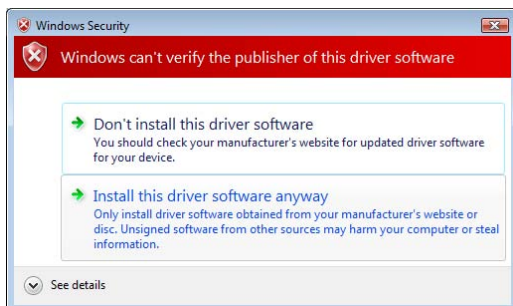 Windows Security
Windows can't verify the publisher of this driver software
Don't install this driver software
You should check your manufacturer's website for updated driver software
for your device.
Install this driver software anyway
Only install driver software obtained from your manufacturer's website or
disc. Unsigned software from other sources may harm your computer or steal
information.
See details